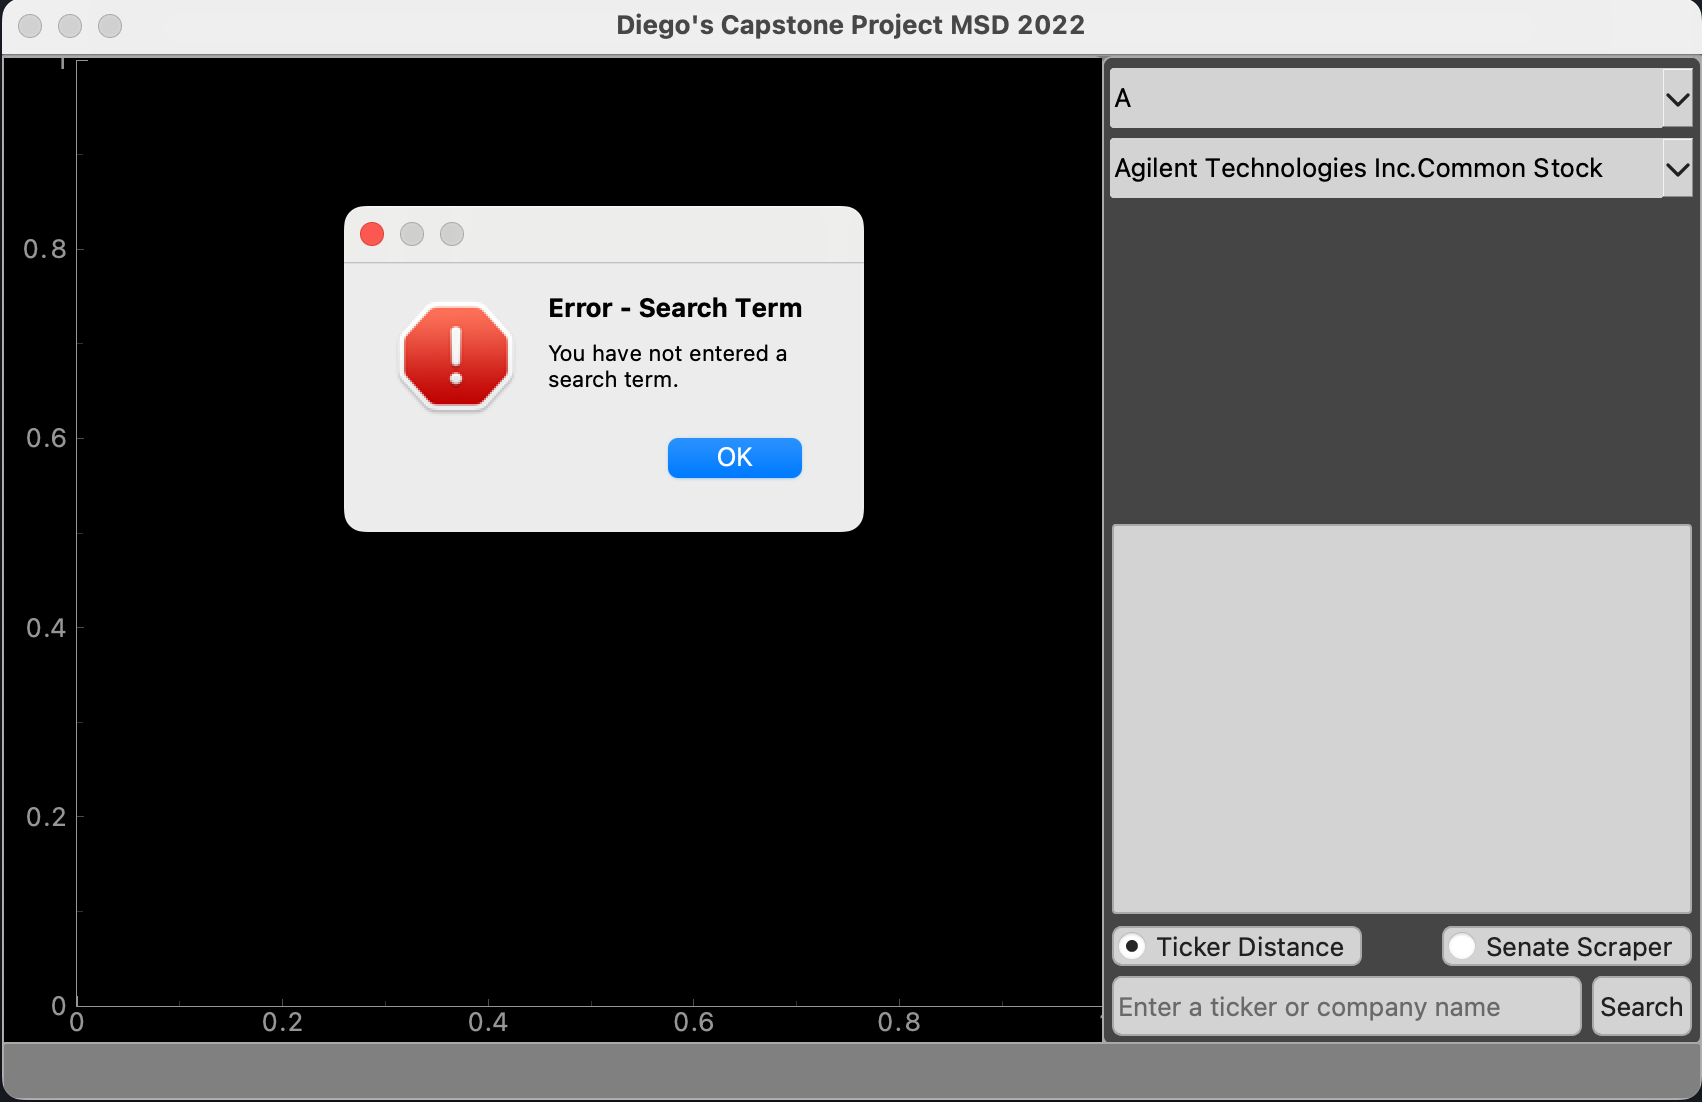 Diego's Capstone Project MSD 2022
A
Agilent Technologies Inc.Common Stock
Error - Search Term
You have not entered a
search term.
OK
0.8
0.6
0.4
0.2
0
0
0.2
0.4
0.6
0.8
Ticker Distance
Senate Scraper
Enter a ticker or company name
Search